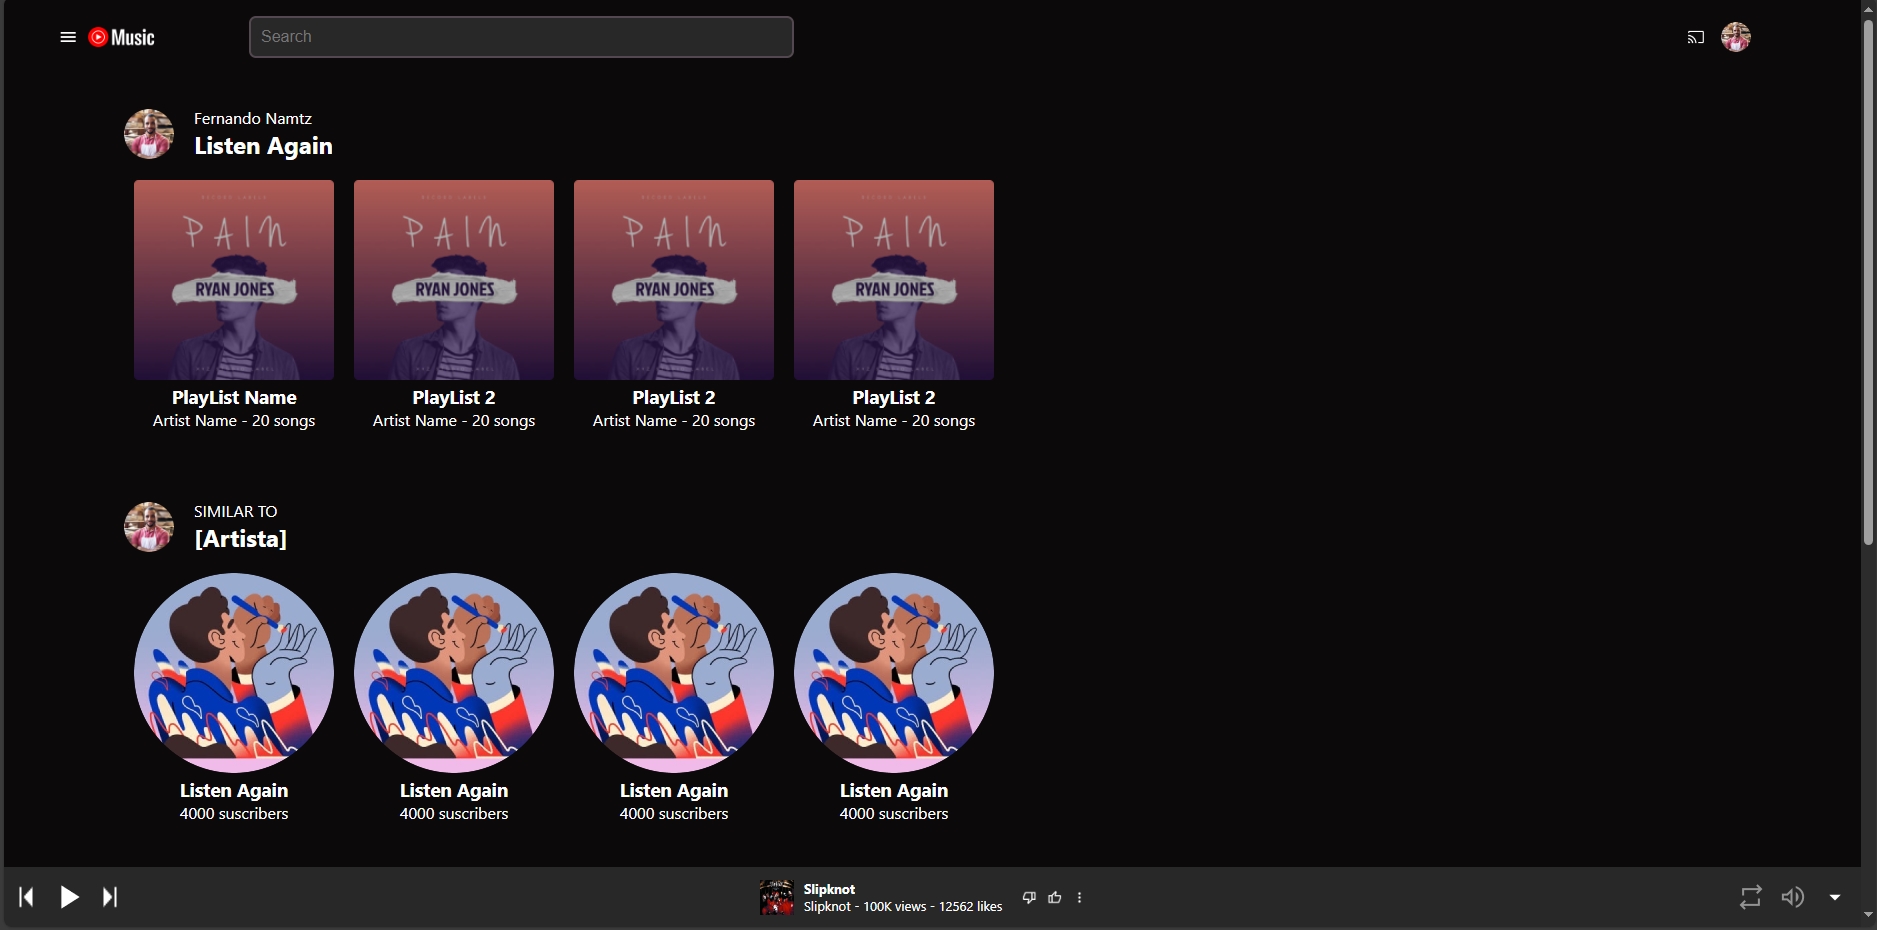 Music
Search
Fernando Namtz
Listen Again
PAIN
RYAN JONES
PAIN
RYAN JONES
PAIN
RYAN JONES
PAIN
RYAN JONES
PlayList Name
Artist Name - 20 songs
PlayList 2
Artist Name - 20 songs
PlayList 2
Artist Name - 20 songs
PlayList 2
Artist Name - 20 songs
SIMILAR TO
[Artista]
Listen Again
4000 suscribers
Listen Again
4000 suscribers
Listen Again
4000 suscribers
Listen Again
4000 suscribers
Slipknot
Slipknot - 100K views - 12562 likes